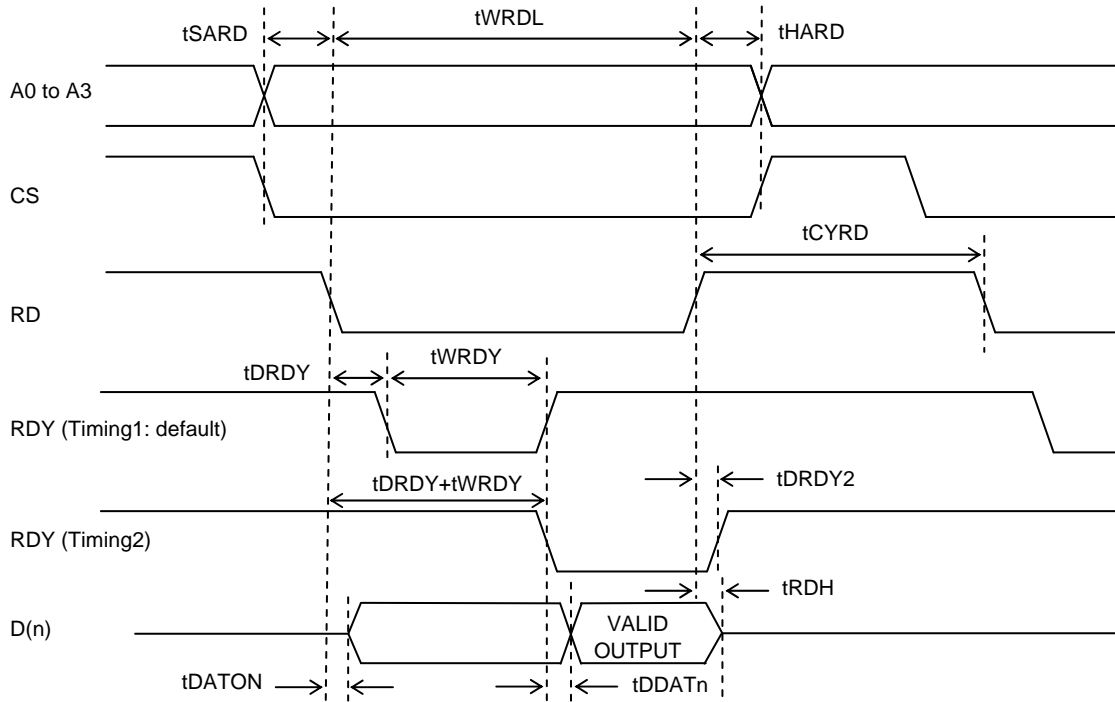 tSARD
tWRDL
tHARD
A0 to A3
CS
tCYRD
RD
tDRDY
tWRDY
RDY (Timing1: default)
tDRDY+tWRDY
tDRDY2
RDY (Timing2)
tRDH
D(n)
VALID
OUTPUT
tDATON
tDDATn